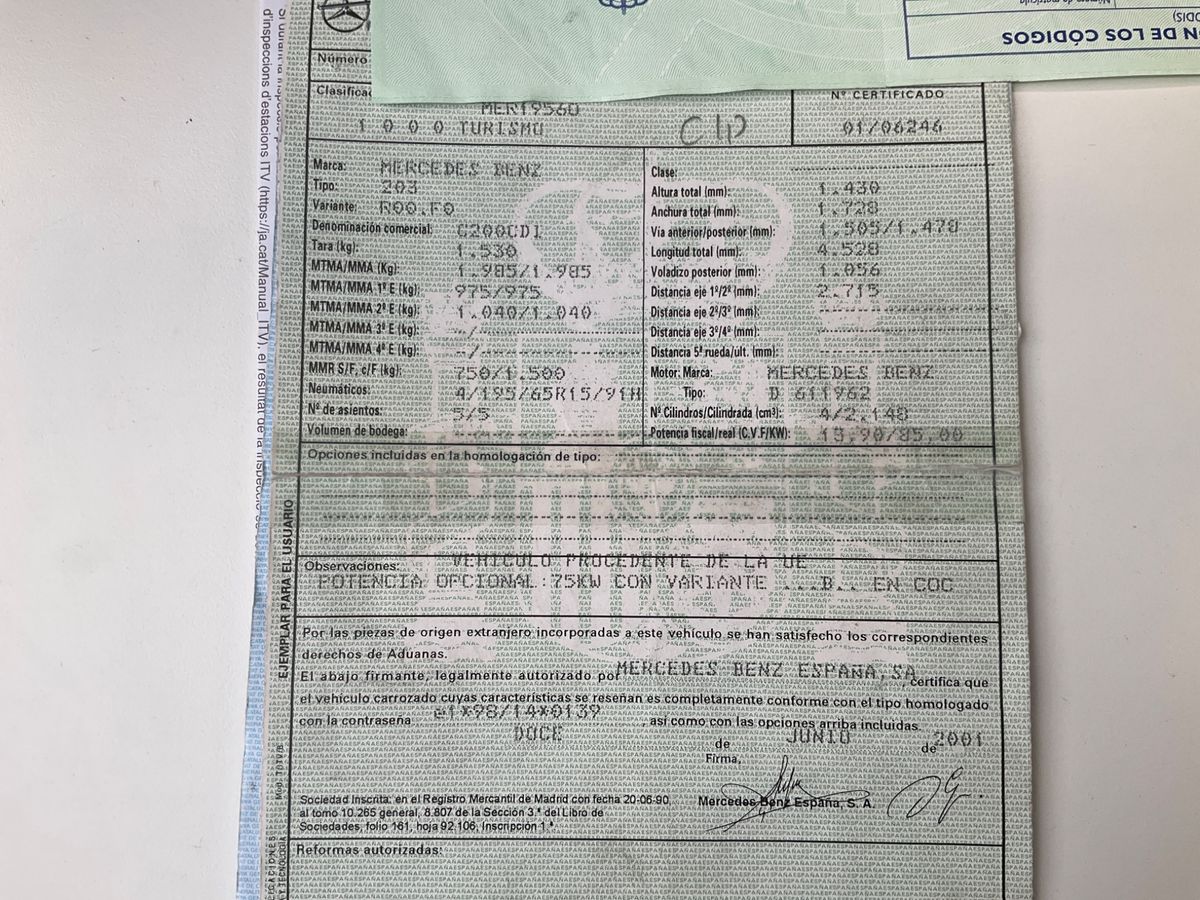 N DE LOS CÓDIGOS
Número
Clasifica
MER19560
Nº CERTIFICADO
1 0 0 0 TURISMO
01/06246
Marca: MERCEDES BENZ
Tipo: 203
Variante: R00.F0
Denominación comercial: C200CDI
Tara (kg): 1.530
MTMA/MMA (Kg): 1.985/1.985
MTMA/MMA 1º E (kg): 975/975
MTMA/MMA 2º E (kg): 1.040/1.040
MTMA/MMA 3º E (kg): --/--
MTMA/MMA 4º E (kg): --/--
MMR S/F, c/F (kg): 750/1.500
Neumáticos: 4/195/65R15/91H
Nº de asientos: 5/5
Volumen de bodega:
Clase:
Altura total (mm): 1.430
Anchura total (mm): 1.728
Vía anterior/posterior (mm): 1.505/1.478
Longitud total (mm): 4.528
Voladizo posterior (mm): 1.056
Distancia eje 1º/2º (mm): 2.715
Distancia eje 2º/3º (mm):
Distancia eje 3º/4º (mm):
Distancia 5ª rueda/ult. (mm):
Motor: Marca: MERCEDES BENZ
Tipo: D 611962
Nº Cilindros/Cilindrada (cm³): 4/2.148
Potencia fiscal/real (C.V.F/KW): 13,90/85,00
Opciones incluidas en la homologación de tipo:
Observaciones: VEHICULO PROCEDENTE DE LA UE
POTENCIA OPCIONAL:75KW CON VARIANTE ...B.. EN COC
Por las piezas de origen extranjero incorporadas a este vehículo se han satisfecho los correspondientes
derechos de Aduanas.
El abajo firmante, legalmente autorizado por MERCEDES BENZ ESPAÑA,SA certifica que
el vehículo carrozado cuyas características se reseñan es completamente conforme con el tipo homologado
con la contraseña e1*98/14*0139 así como con las opciones arriba incluidas.
DOCE de JUNIO de 2001
Firma,
Mercedes Benz España, S. A.
Sociedad Inscrita: en el Registro Mercantil de Madrid con fecha 20-06-90,
al tomo 10.265 general, 8.807 de la Sección 3.ª del Libro de
Sociedades, folio 161, hoja 92.106, Inscripción 1.ª
Reformas autorizadas:
EJEMPLAR PARA EL USUARIO
d'inspeccions d'estacions ITV (https://ja.cat/Manual_ITV), el resultat de la